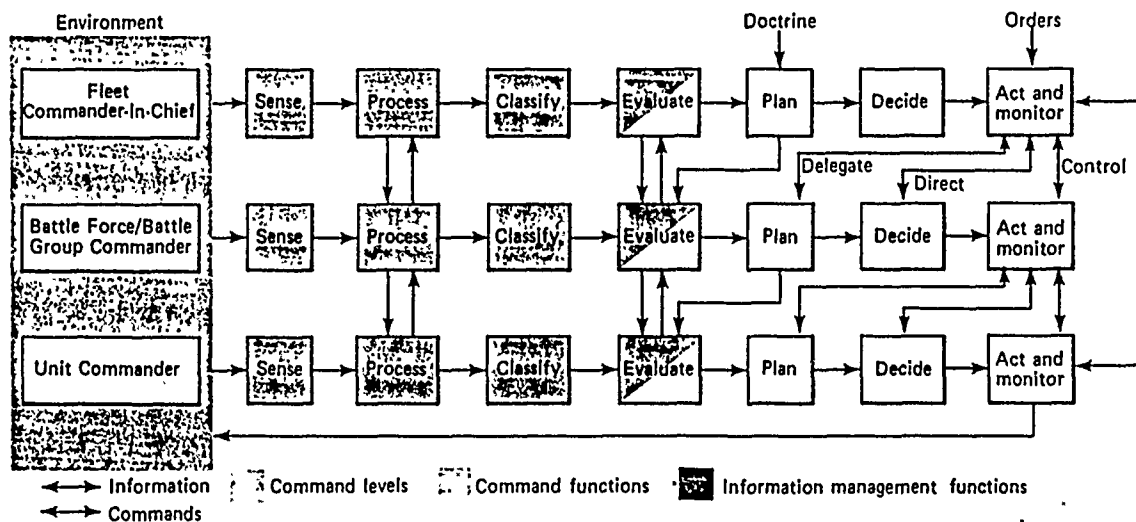 Environment
Doctrine
Orders
Fleet
Commander-In-Chief
Sense
Process
Classify
Evaluate
Plan
Decide
Act and
monitor
Delegate
Direct
Control
Battle Force/Battle
Group Commander
Sense
Process
Classify
Evaluate
Plan
Decide
Act and
monitor
Unit Commander
Sense
Process
Classify
Evaluate
Plan
Decide
Act and
monitor
Information
Command levels
Command functions
Information management functions
Commands